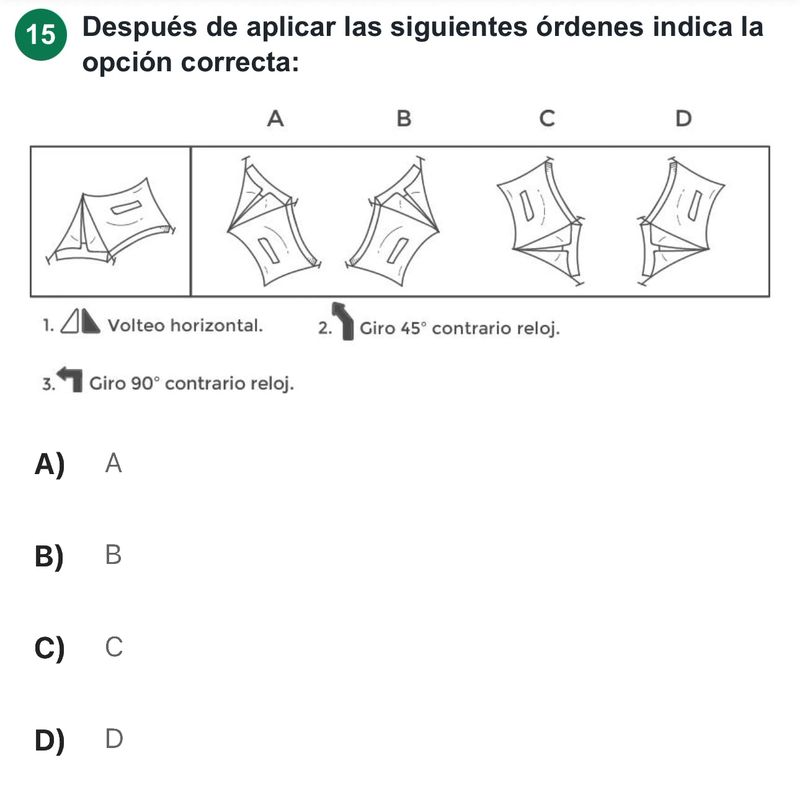 15 Después de aplicar las siguientes órdenes indica la
opción correcta:
A B C D
1. Volteo horizontal. 2. Giro 45° contrario reloj.
3. Giro 90° contrario reloj.
A) A
B) B
C) C
D) D